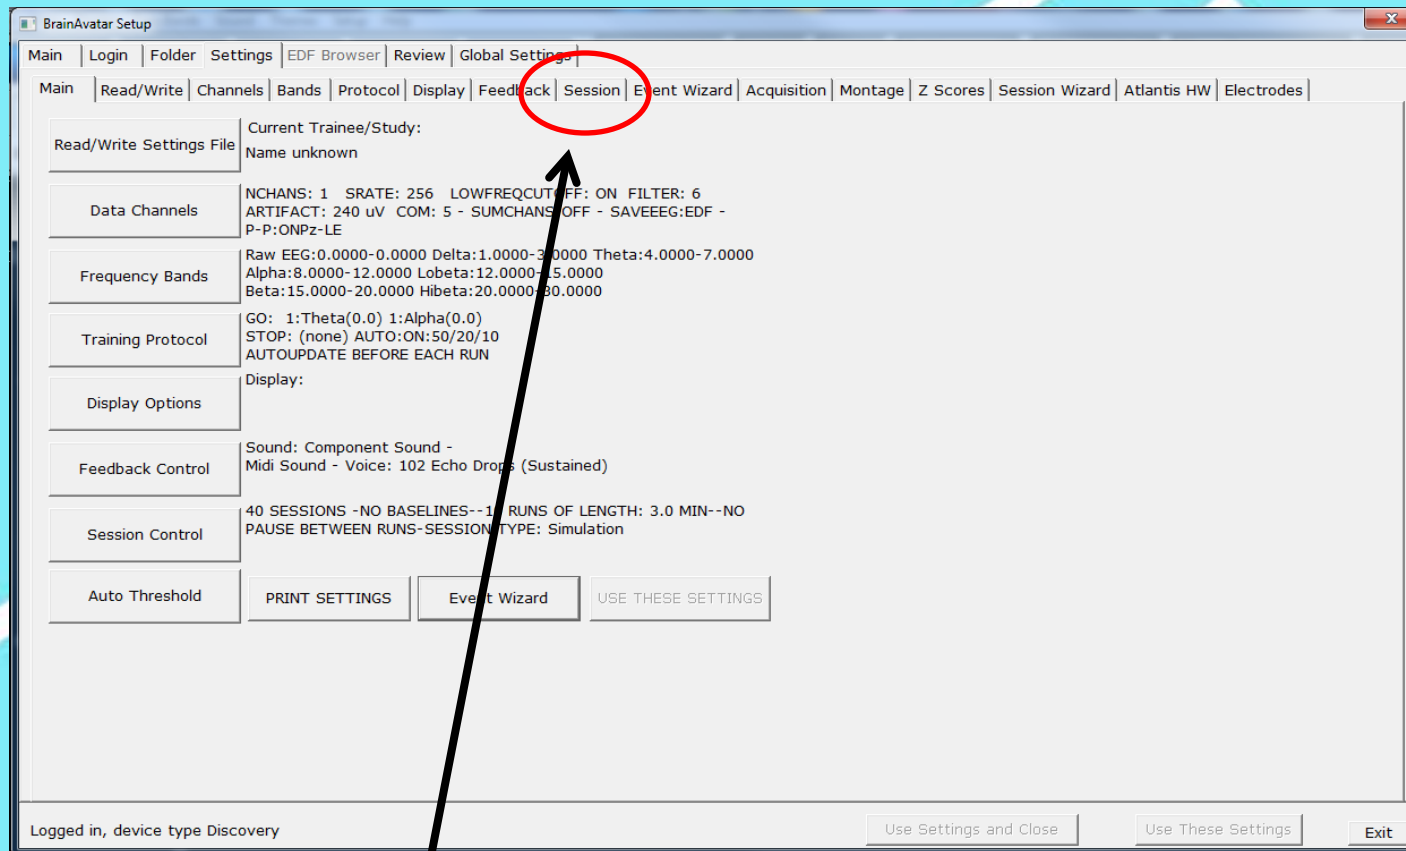 BrainAvatar Setup
Main Login Folder Settings EDF Browser Review Global Settings
Main Read/Write Channels Bands Protocol Display Feedback Session Event Wizard Acquisition Montage Z Scores Session Wizard Atlantis HW Electrodes
Read/Write Settings File
Current Trainee/Study:
Name unknown
Data Channels
NCHANS: 1 SRATE: 256 LOWFREQCUTOFF: ON FILTER: 6
ARTIFACT: 240 uV COM: 5 - SUMCHANS OFF - SAVEEEG:EDF -
P-P:ONPz-LE
Frequency Bands
Raw EEG:0.0000-0.0000 Delta:1.0000-3.0000 Theta:4.0000-7.0000
Alpha:8.0000-12.0000 Lobeta:12.0000-15.0000
Beta:15.0000-20.0000 Hibeta:20.0000-30.0000
Training Protocol
GO: 1:Theta(0.0) 1:Alpha(0.0)
STOP: (none) AUTO:ON:50/20/10
AUTOUPDATE BEFORE EACH RUN
Display Options
Display:
Feedback Control
Sound: Component Sound -
Midi Sound - Voice: 102 Echo Drops (Sustained)
Session Control
40 SESSIONS -NO BASELINES-- RUNS OF LENGTH: 3.0 MIN--NO
PAUSE BETWEEN RUNS-SESSION TYPE: Simulation
Auto Threshold
PRINT SETTINGS Event Wizard USE THESE SETTINGS
Logged in, device type Discovery
Use Settings and Close Use These Settings Exit